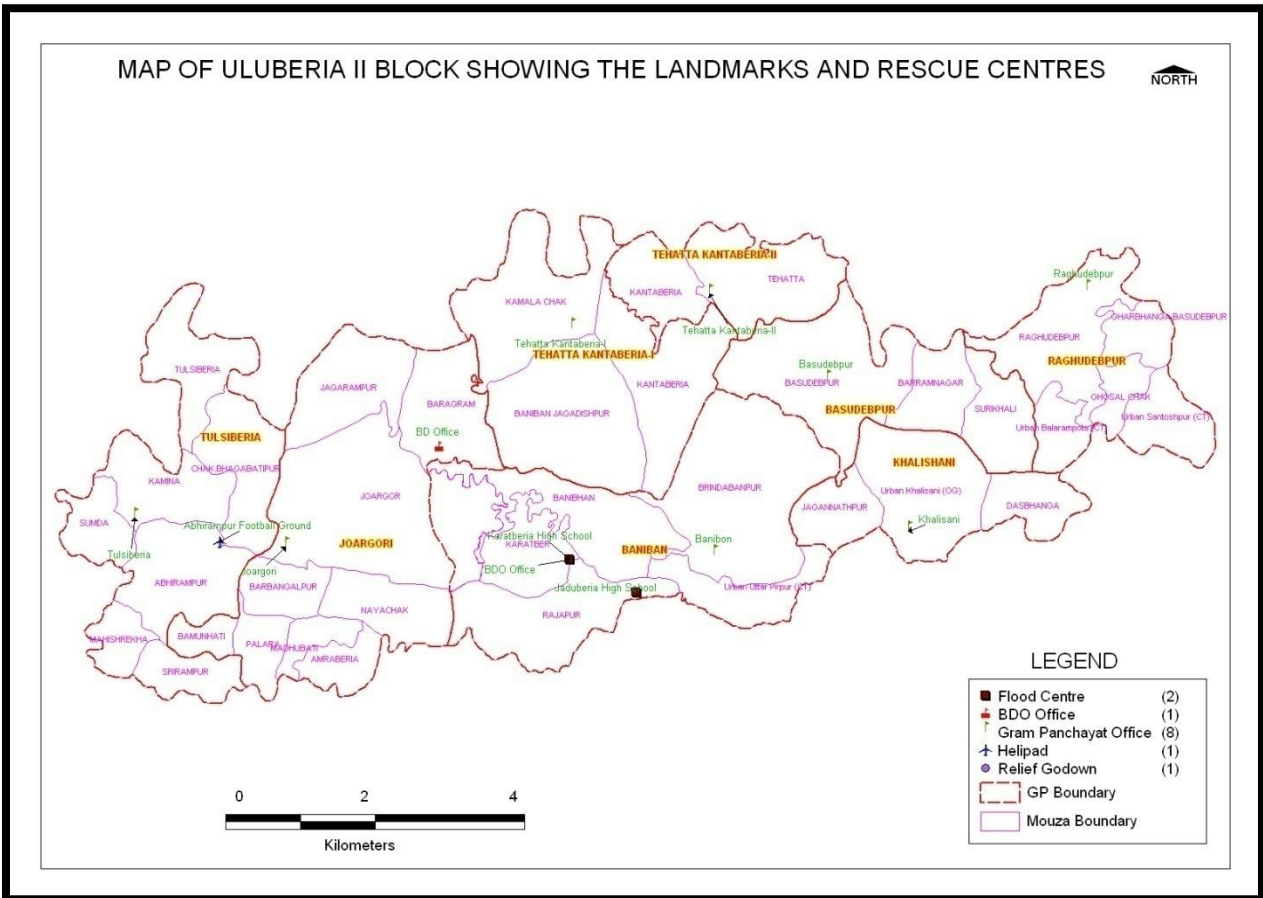 MAP OF ULUBERIA II BLOCK SHOWING THE LANDMARKS AND RESCUE CENTRES
NORTH
TEHATTA KANTABERIA-II
TEHATTA
KANTABERIA
Raghudebpur
KAMALA CHAK
GHARBHANGA BASUDEBPUR
Tehatta Kantaberia-II
RAGHUDEBPUR
Tehatta Kantaberia-I
TEHATTA KANTABERIA-I
RAGHUDEBPUR
TULSIBERIA
Basudebpur
JAGARAMPUR
KANTABERIA
BASUDEBPUR
BARRAMNAGAR
BARAGRAM
GHOSAL CHAK
SURIKHALI
BASUDEBPUR
BANIBAN JAGADISHPUR
Urban Santoshpur (CT)
Urban Balarampota (CT)
BD Office
TULSIBERIA
KHALISHANI
CHAK BHAGABATIPUR
KAMINA
BRINDABANPUR
Urban Khalisani (OG)
JOARGOR
BANIBHAN
JAGANNATHPUR
DASBHANGA
SUMDA
Abhirampur Football Ground
Khalisani
Karatberia High School
Banibon
JOARGORI
KARATBER
BANIBAN
Tulsiberia
BDO Office
Joargori
ABHIRAMPUR
BARBANGALPUR
Jaduberia High School
Urban Uttar Pirpur (CT)
NAYACHAK
RAJAPUR
MAHISHREKHA
BAMUNHATI
PALARA
MADHUBATI
AMRABERIA
SRIRAMPUR
LEGEND
Flood Centre (2)
BDO Office (1)
Gram Panchayat Office (8)
Helipad (1)
Relief Godown (1)
GP Boundary
Mouza Boundary
0 2 4
Kilometers